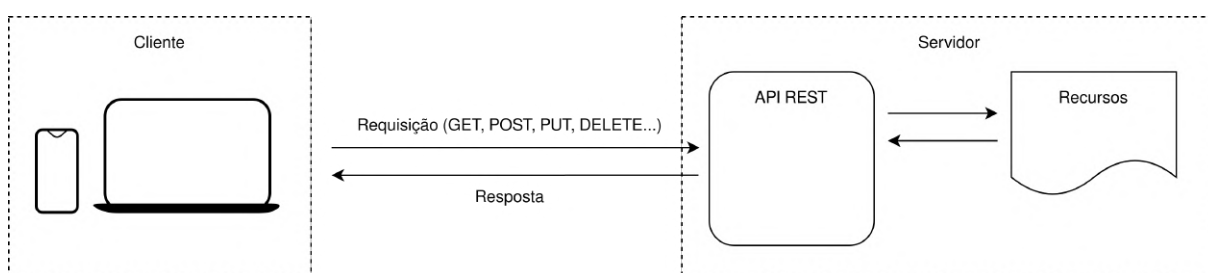 Cliente
Servidor
API REST
Recursos
Requisição (GET, POST, PUT, DELETE...)
Resposta